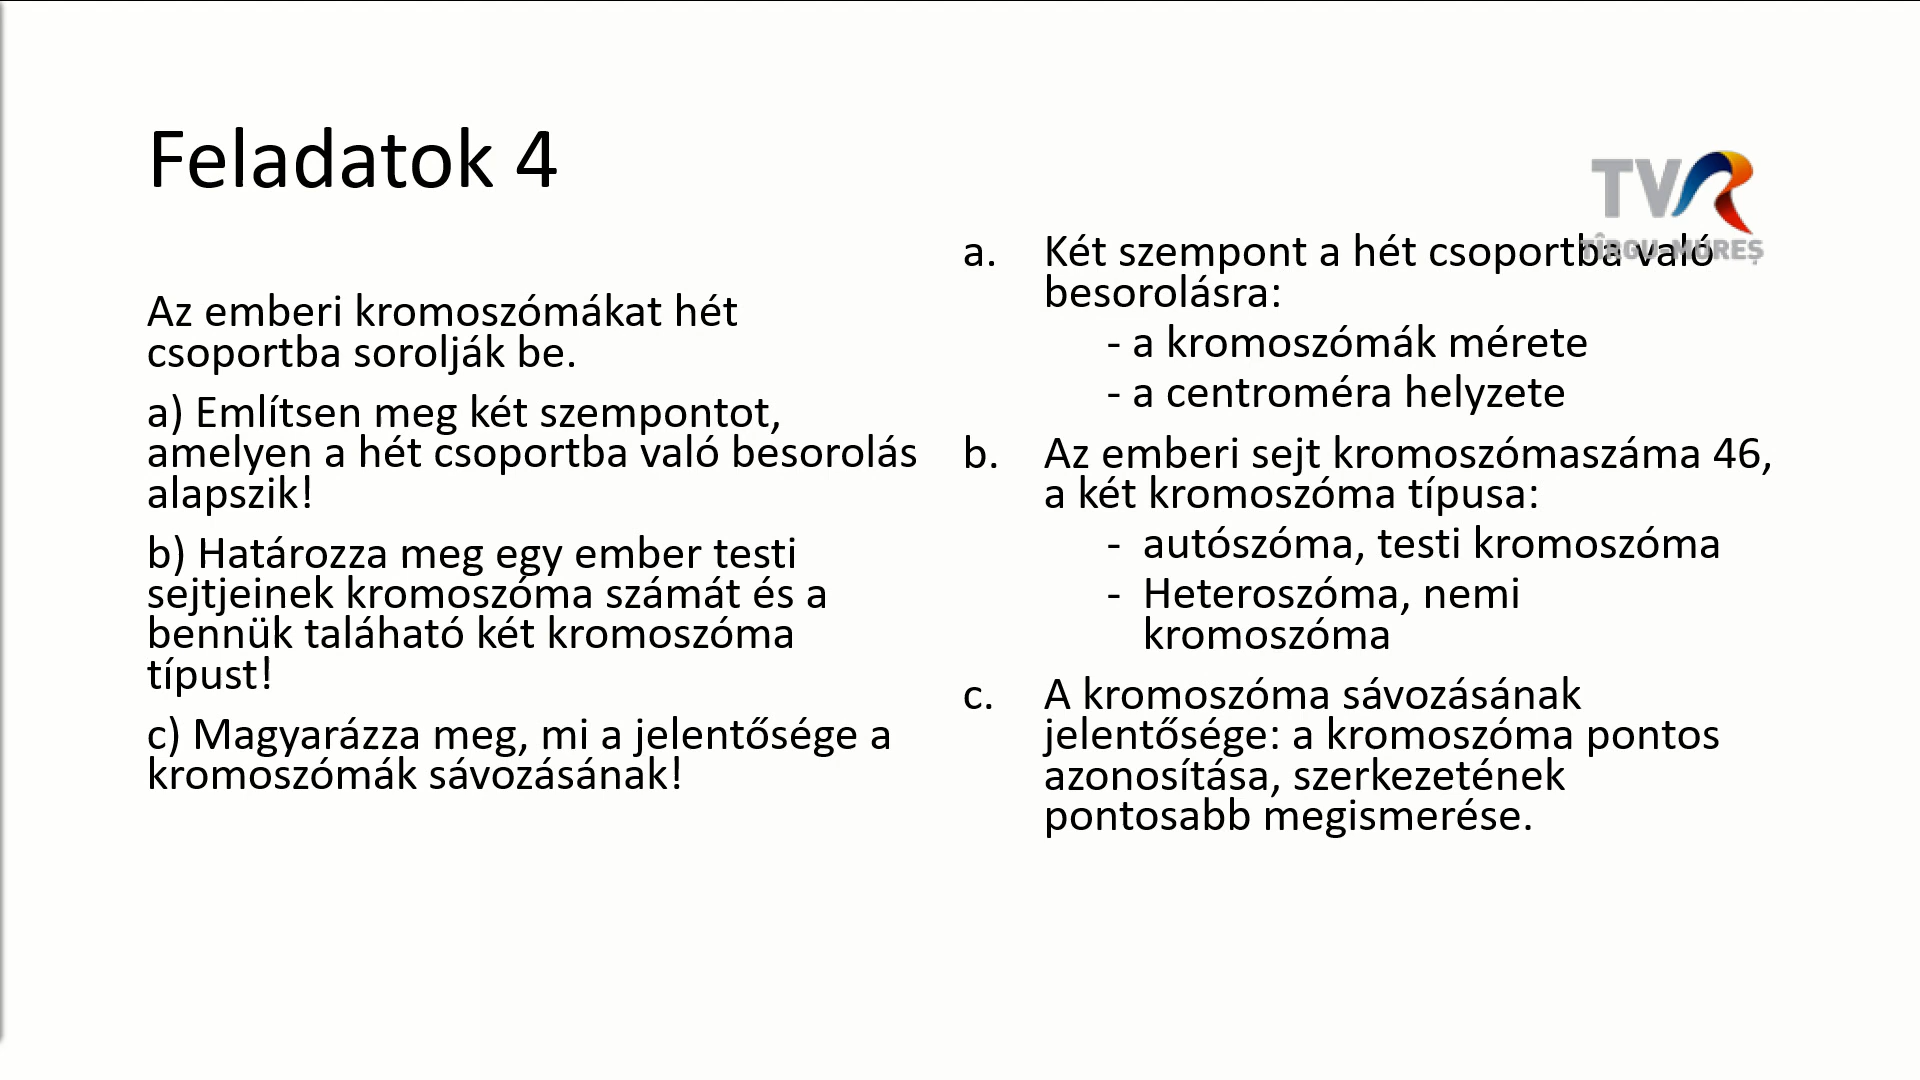 Feladatok 4
Az emberi kromoszómákat hét
csoportba sorolják be.
a) Említsen meg két szempontot,
amelyen a hét csoportba való besorolás
alapszik!
b) Határozza meg egy ember testi
sejtjeinek kromoszóma számát és a
bennük taláható két kromoszóma
típust!
c) Magyarázza meg, mi a jelentősége a
kromoszómák sávozásának!
TVR
TÎRGU-MUREȘ
a. Két szempont a hét csoportba való
besorolásra:
- a kromoszómák mérete
- a centroméra helyzete
b. Az emberi sejt kromoszómaszáma 46,
a két kromoszóma típusa:
- autószóma, testi kromoszóma
- Heteroszóma, nemi
kromoszóma
c. A kromoszóma sávozásának
jelentősége: a kromoszóma pontos
azonosítása, szerkezetének
pontosabb megismerése.